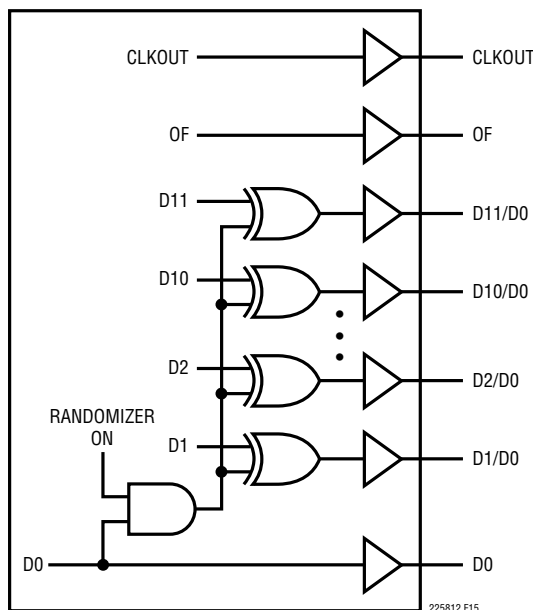 CLKOUT CLKOUT
OF OF
D11 D11/D0
D10 D10/D0
D2 D2/D0
RANDOMIZER
ON
D1 D1/D0
D0 D0
225812 F15